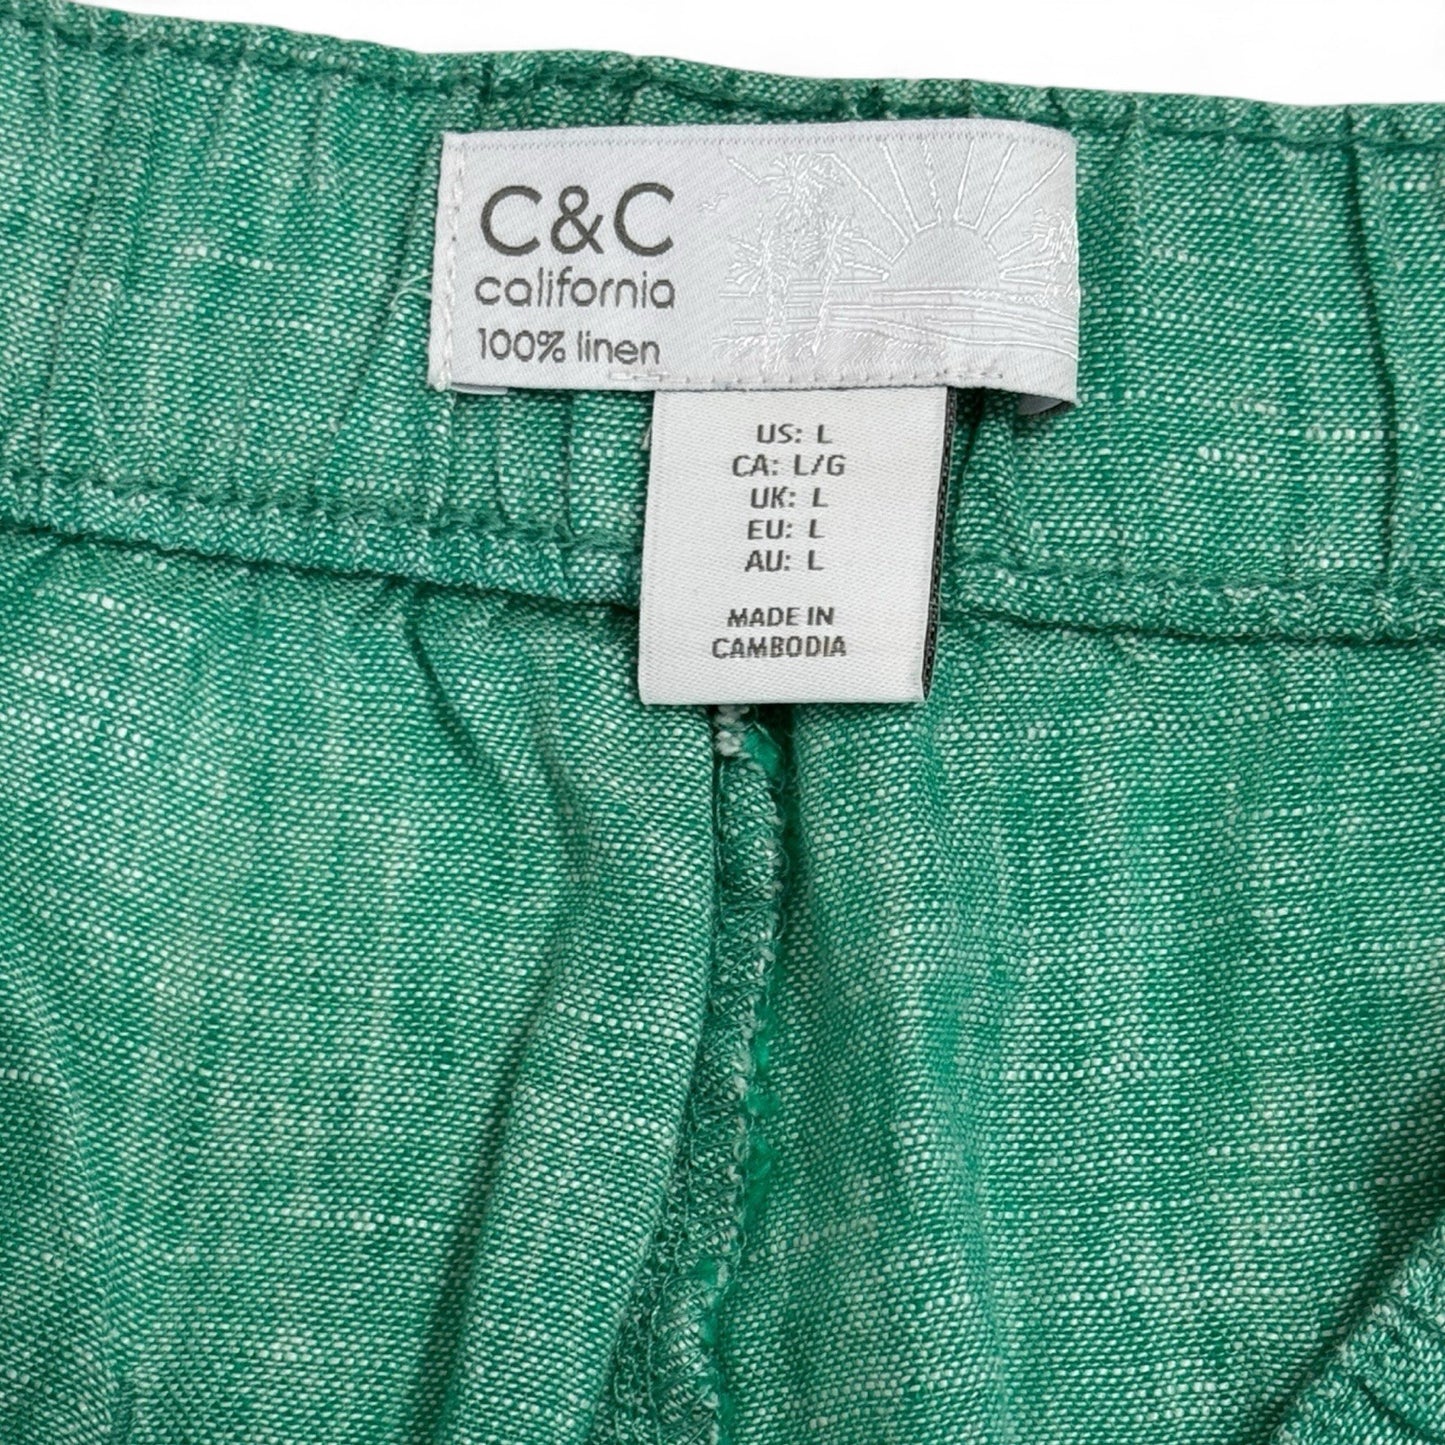 C&C
california
100% linen
US: L
CA: L/G
UK: L
EU: L
AU: L
MADE IN
CAMBODIA